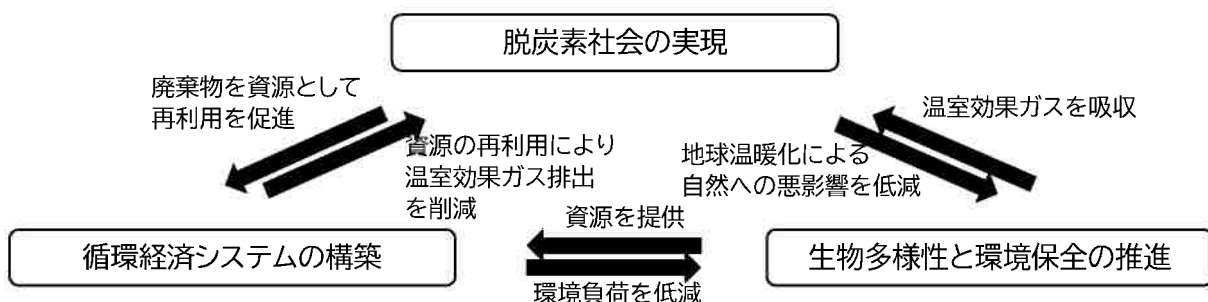 脱炭素社会の実現
廃棄物を資源として
再利用を促進
温室効果ガスを吸収
資源の再利用により
温室効果ガス排出
を削減
地球温暖化による
自然への悪影響を低減
資源を提供
循環経済システムの構築
生物多様性と環境保全の推進
環境負荷を低減